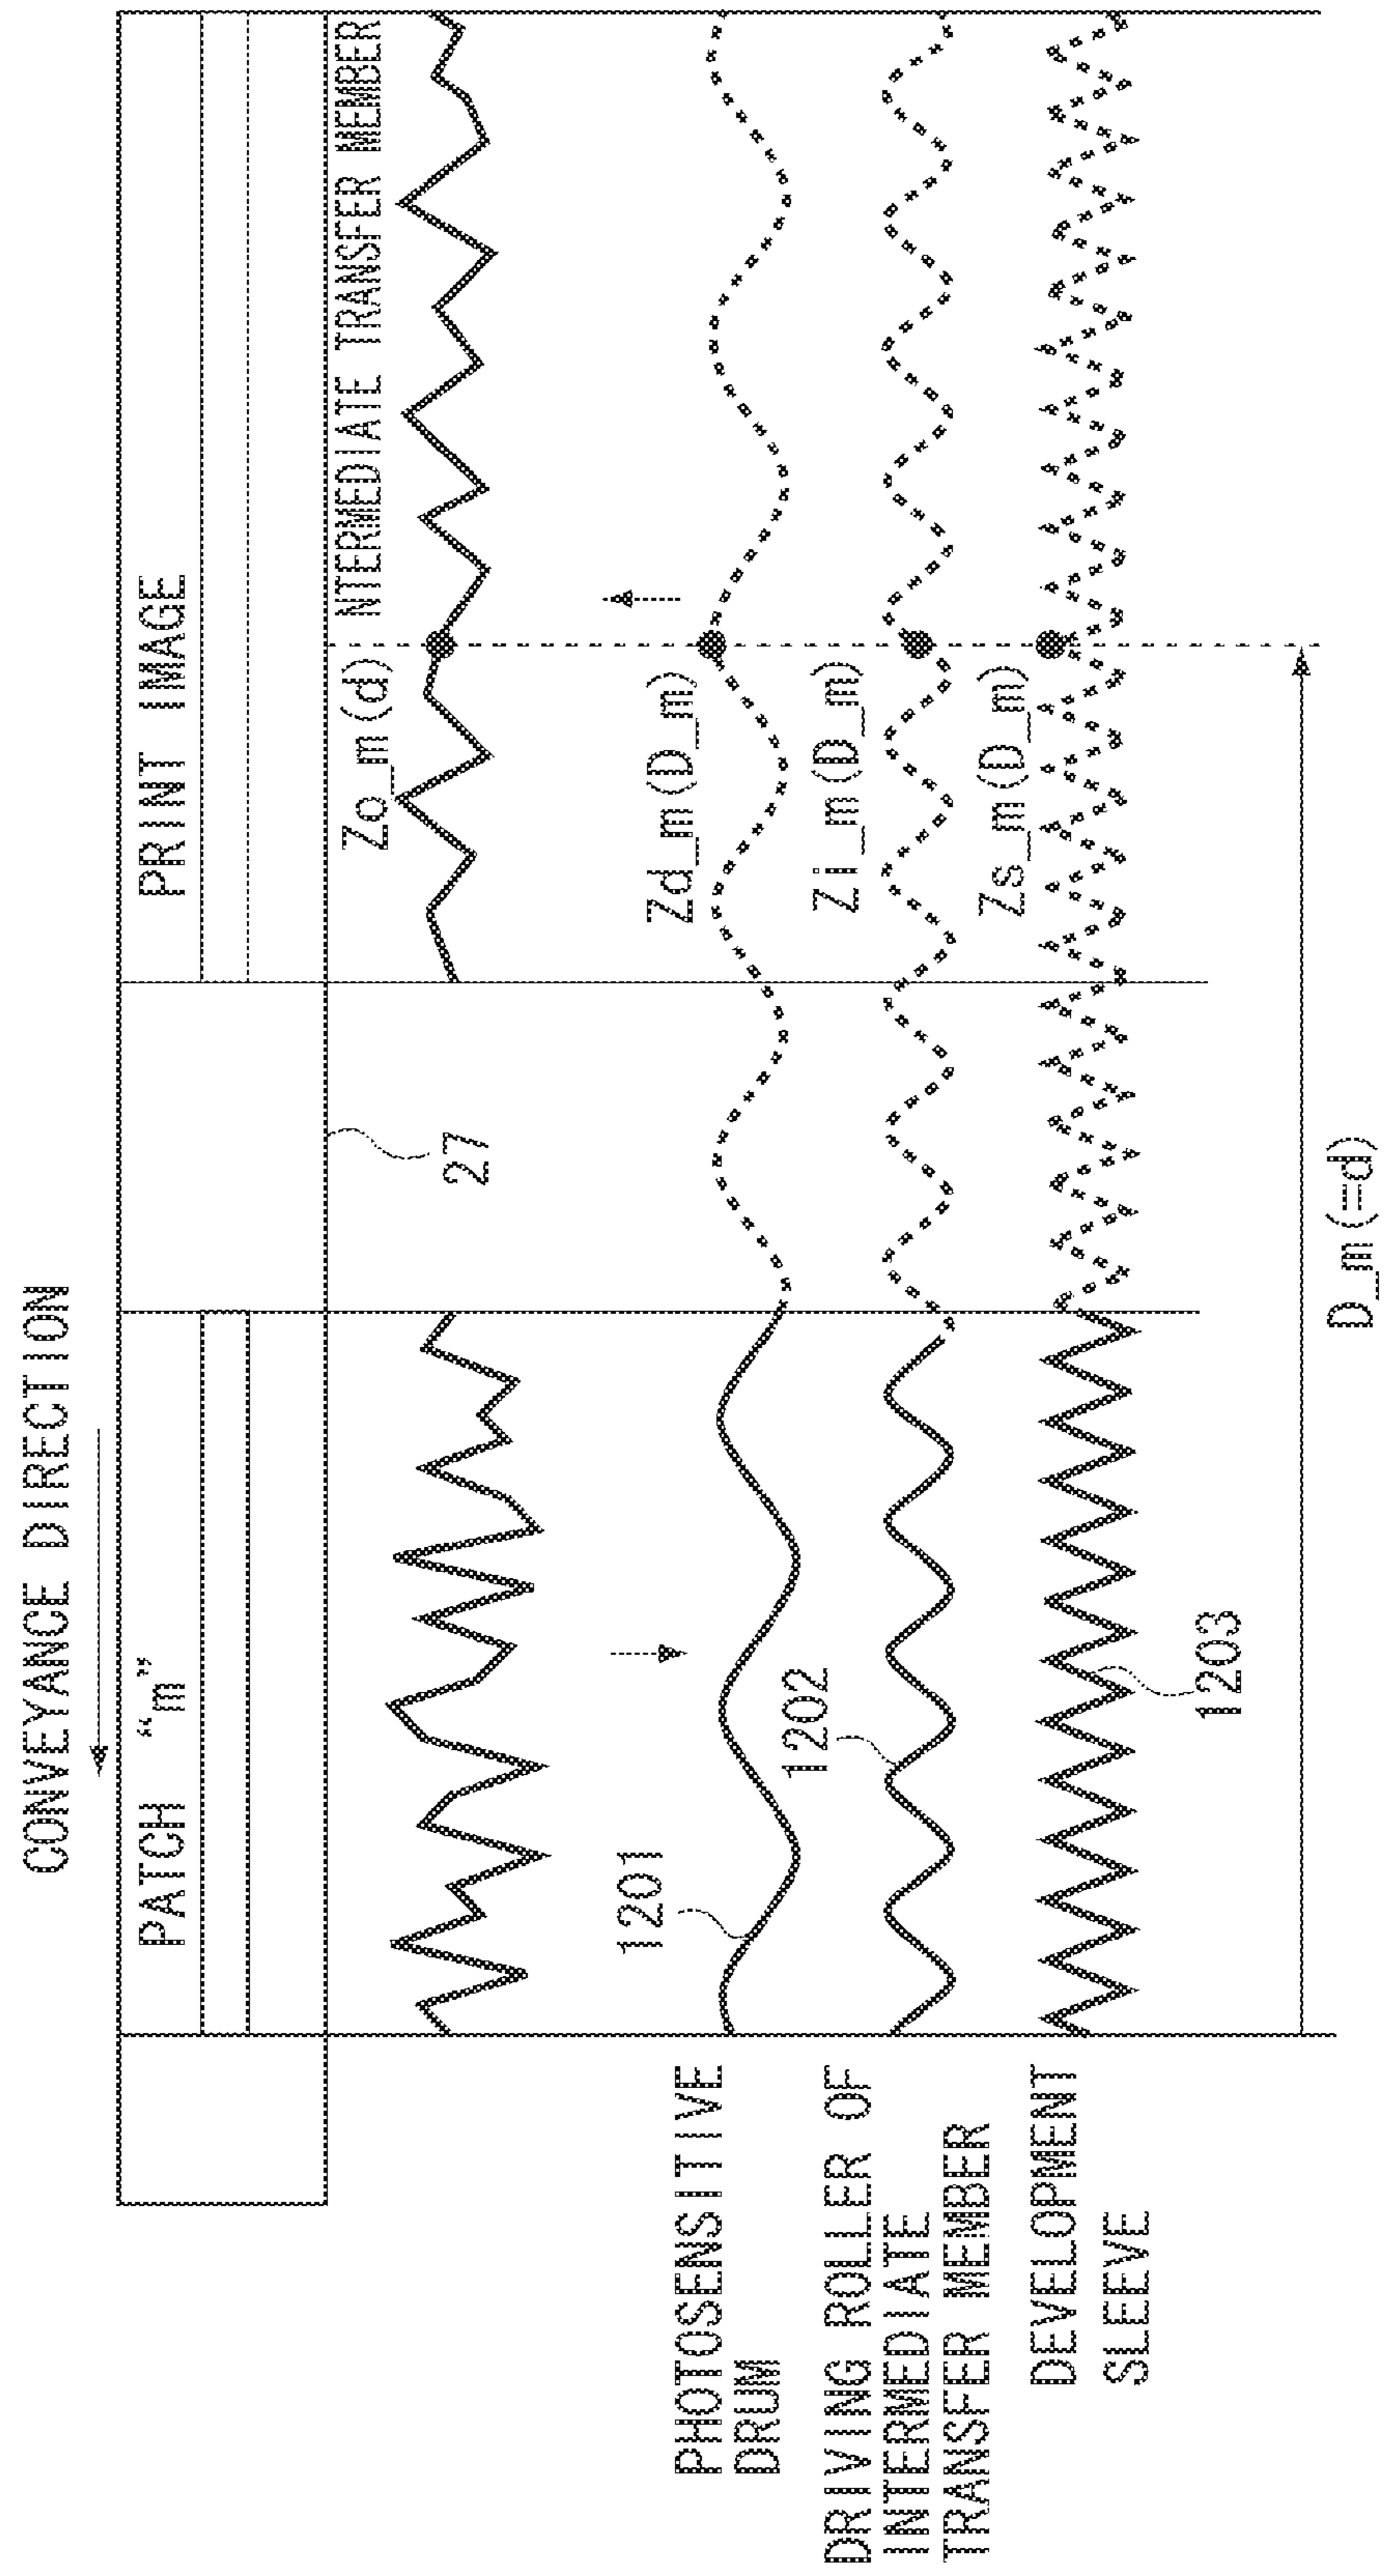 CONVEYANCE DIRECTION
PATCH “m”
PRINT IMAGE
27
NTERMEDIATE TRANSFER MEMBER
Zo_m(d)
PHOTOSENSITIVE
DRUM
1201
Zd_m(D_m)
DRIVING ROLLER OF
INTERMEDIATE
TRANSFER MEMBER
1202
Zi_m(D_m)
DEVELOPMENT
SLEEVE
1203
Zs_m(D_m)
D_m(=d)